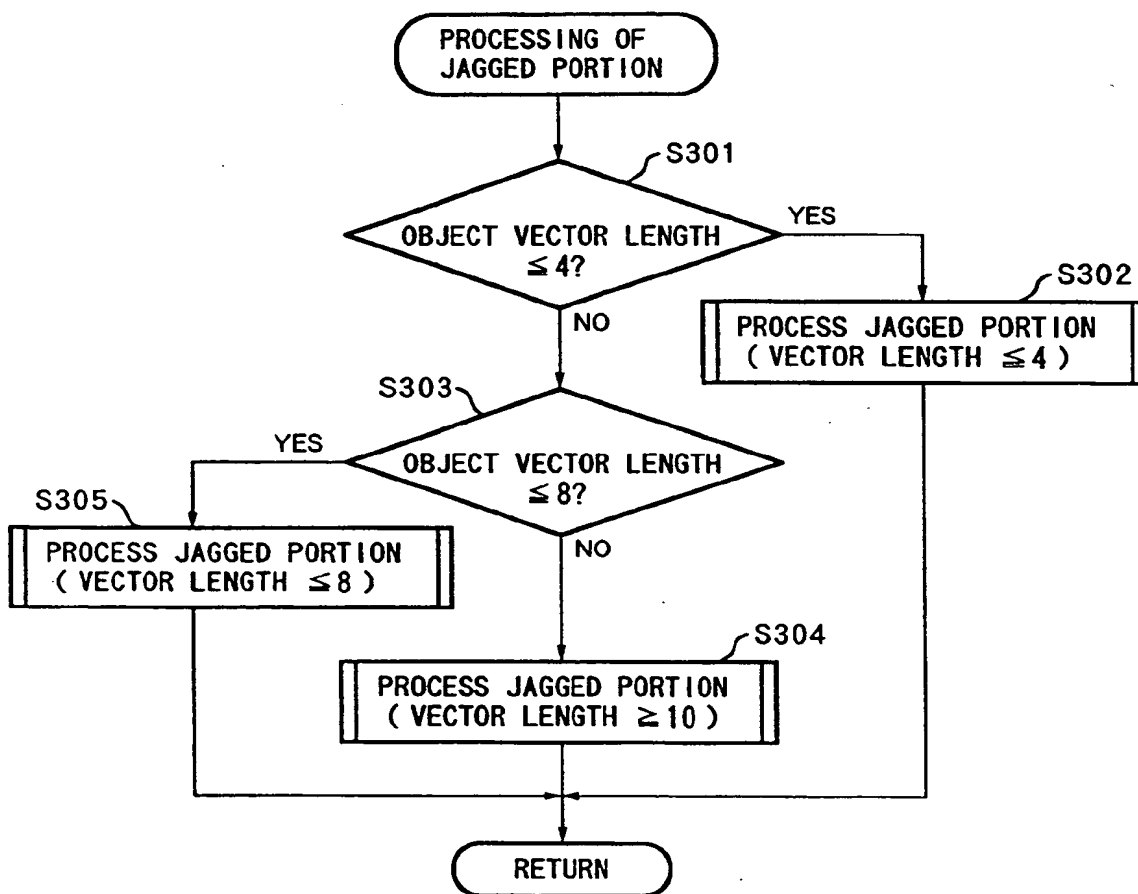 PROCESSING OF
JAGGED PORTION
S301
OBJECT VECTOR LENGTH
≦4?
YES
NO
S302
PROCESS JAGGED PORTION
( VECTOR LENGTH ≦4 )
S303
OBJECT VECTOR LENGTH
≦8?
YES
NO
S305
PROCESS JAGGED PORTION
( VECTOR LENGTH ≦8 )
S304
PROCESS JAGGED PORTION
( VECTOR LENGTH ≧10 )
RETURN